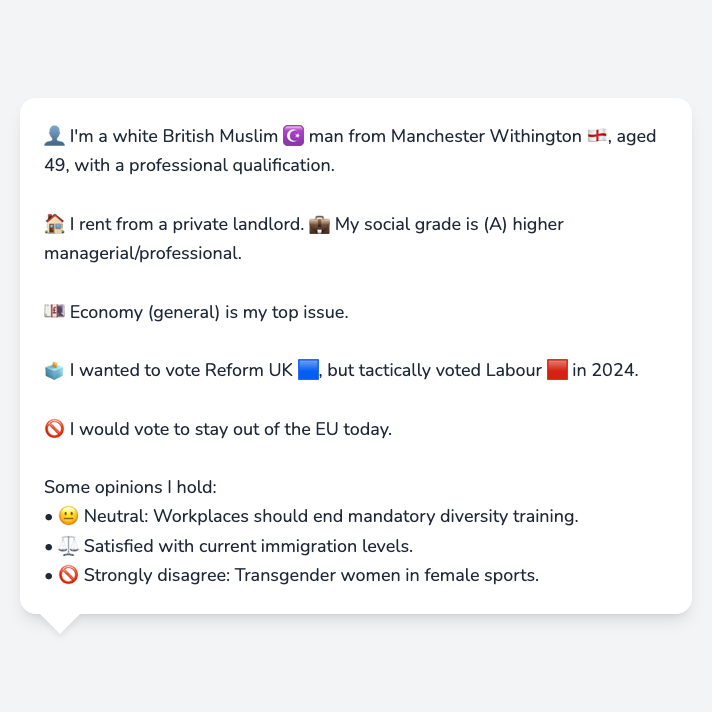 👤 I'm a white British Muslim ☪️ man from Manchester Withington 🏴󠁧󠁢󠁥󠁮󠁧󠁿, aged
49, with a professional qualification.
🏠 I rent from a private landlord. 💼 My social grade is (A) higher
managerial/professional.
💷 Economy (general) is my top issue.
🗳️ I wanted to vote Reform UK 🟦, but tactically voted Labour 🟥 in 2024.
🚫 I would vote to stay out of the EU today.
Some opinions I hold:
• 😐 Neutral: Workplaces should end mandatory diversity training.
• ⚖️ Satisfied with current immigration levels.
• 🚫 Strongly disagree: Transgender women in female sports.